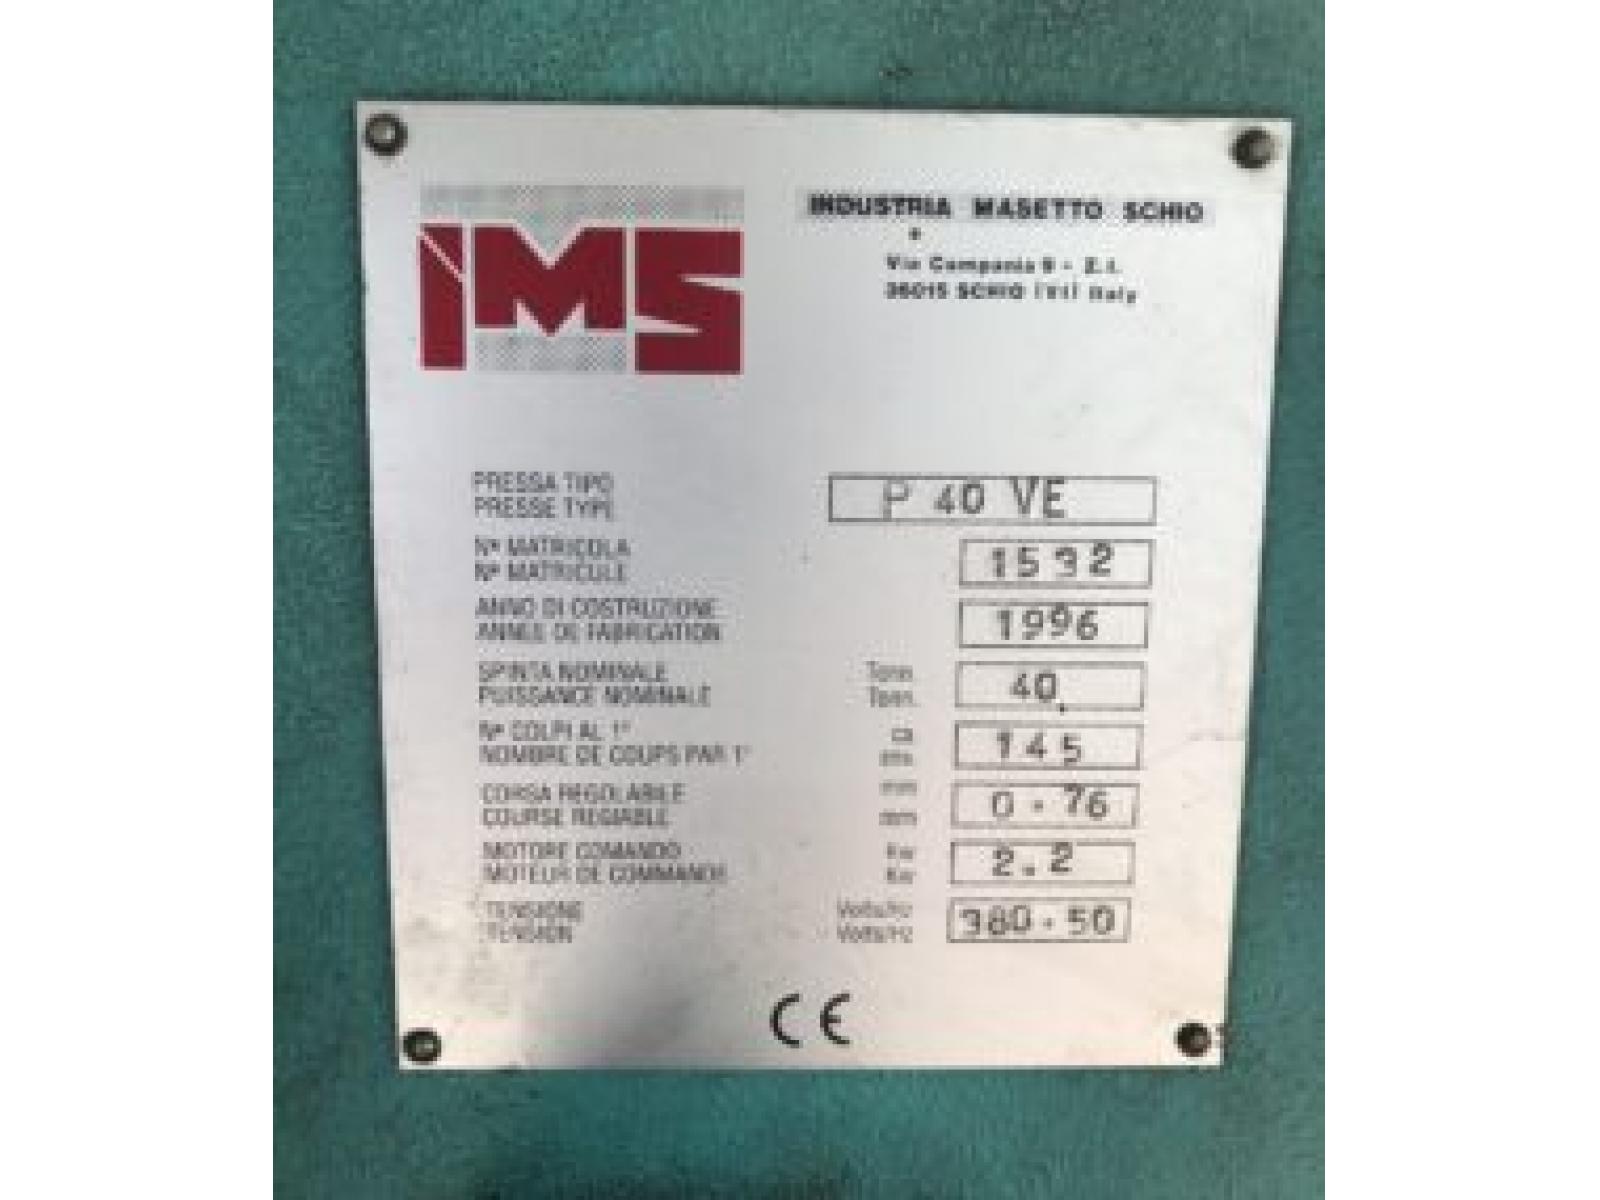 IMS
INDUSTRIA MASETTO SCHIO
Via Campania 9 - Z.I.
36015 SCHIO (VI) Italy
PRESSA TIPO
PRESSE TYPE
P 40 VE
Nº MATRICOLA
Nº MATRICULE
1532
ANNO DI COSTRUZIONE
ANNEE DE FABRICATION
1996
SPINTA NOMINALE Tonn.
PUISSANCE NOMINALE Tonn.
40
Nº COLPI AL 1'
NOMBRE DE COUPS PAR 1'
ca
145
CORSA REGOLABILE mm
COURSE REGIABLE mm
0 - 76
MOTORE COMANDO Kw
MOTEUR DE COMMANDE Kw
2.2
TENSIONE Volts/Hz
TENSION Volts/Hz
380 - 50
CE